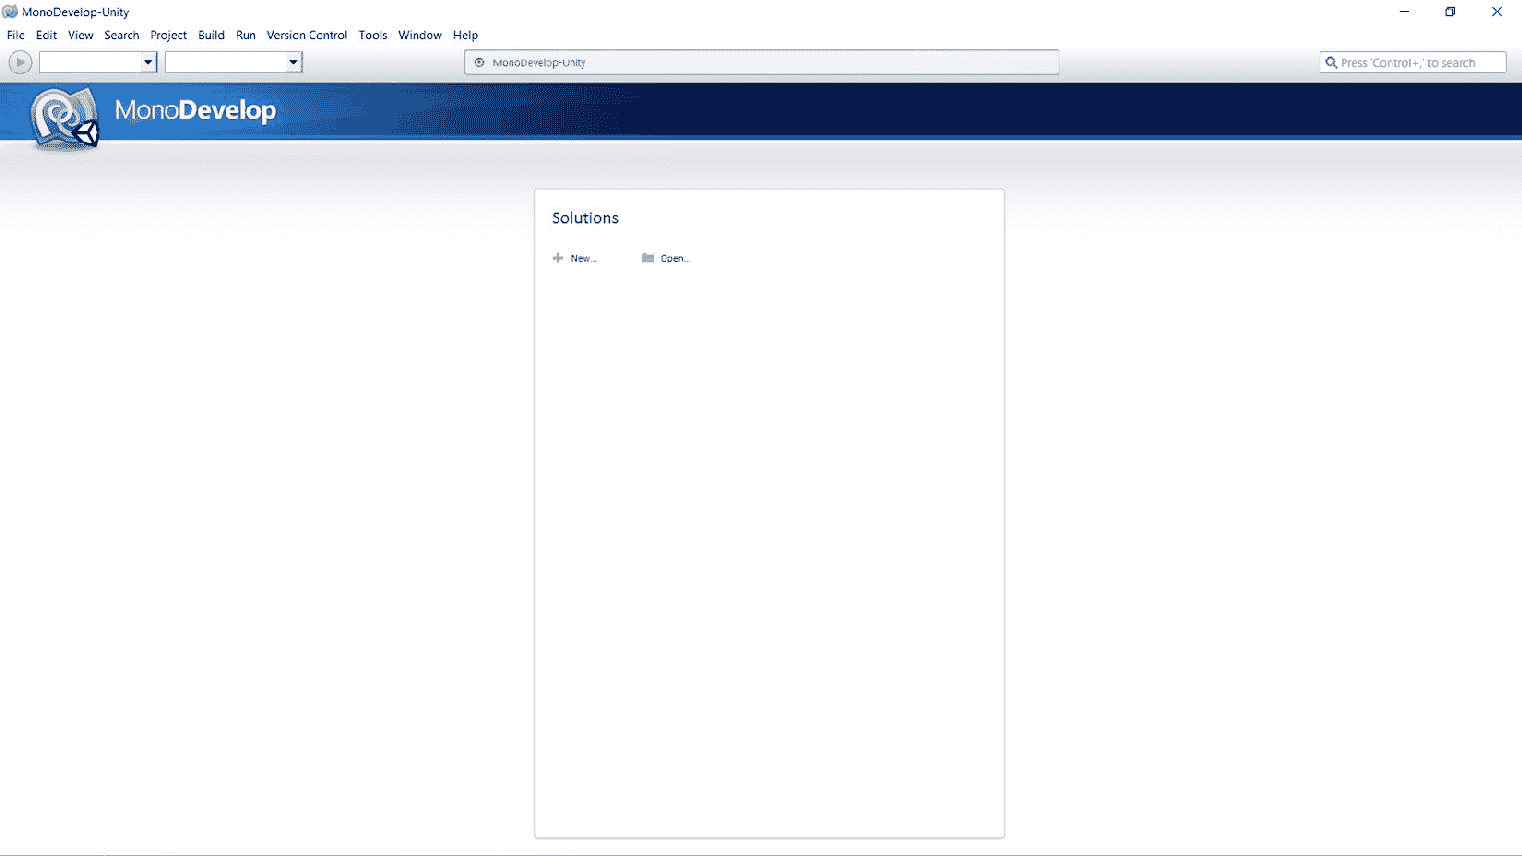 MonoDevelop-Unity
File Edit View Search Project Build Run Version Control Tools Window Help
MonoDevelop-Unity
Press 'Control+,' to search
MonoDevelop
Solutions
New... Open...